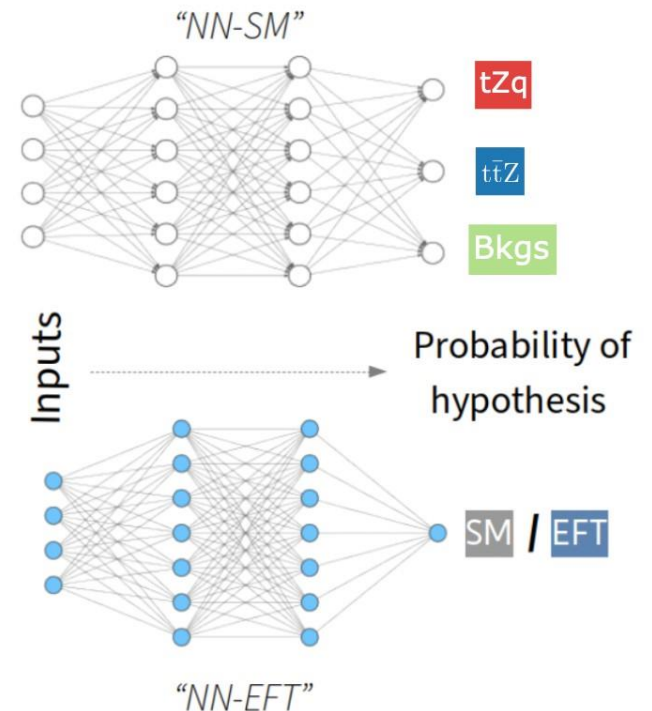 “NN-SM”
tZq
tt̄Z
Bkgs
Inputs
Probability of
hypothesis
SM / EFT
“NN-EFT”